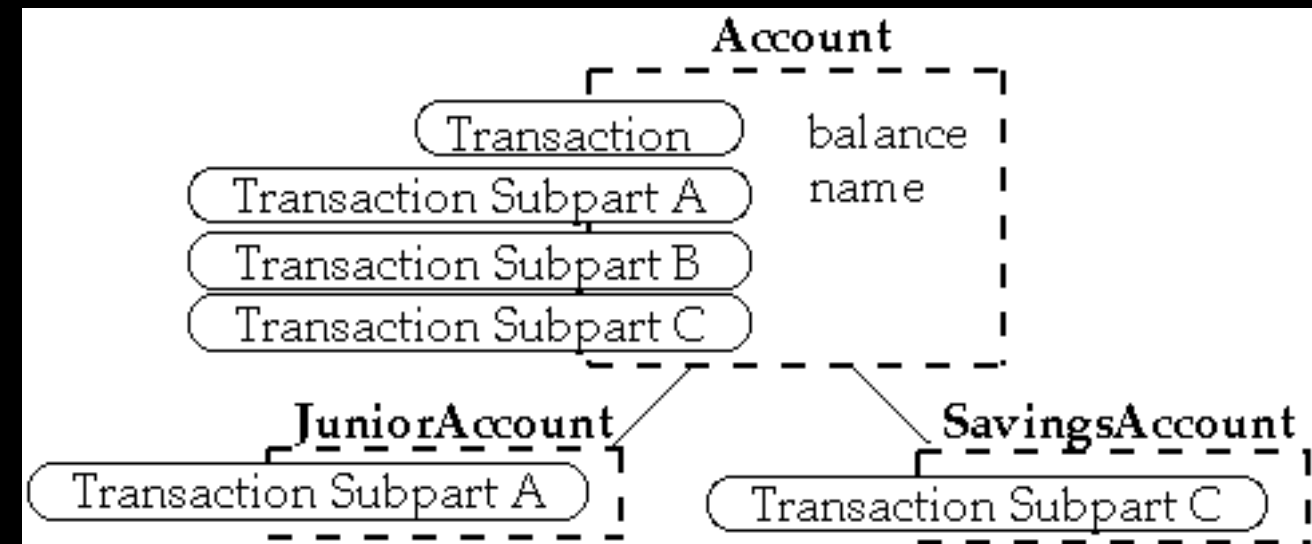 Account
Transaction
balance
Transaction Subpart A
name
Transaction Subpart B
Transaction Subpart C
JuniorAccount
SavingsAccount
Transaction Subpart A
Transaction Subpart C